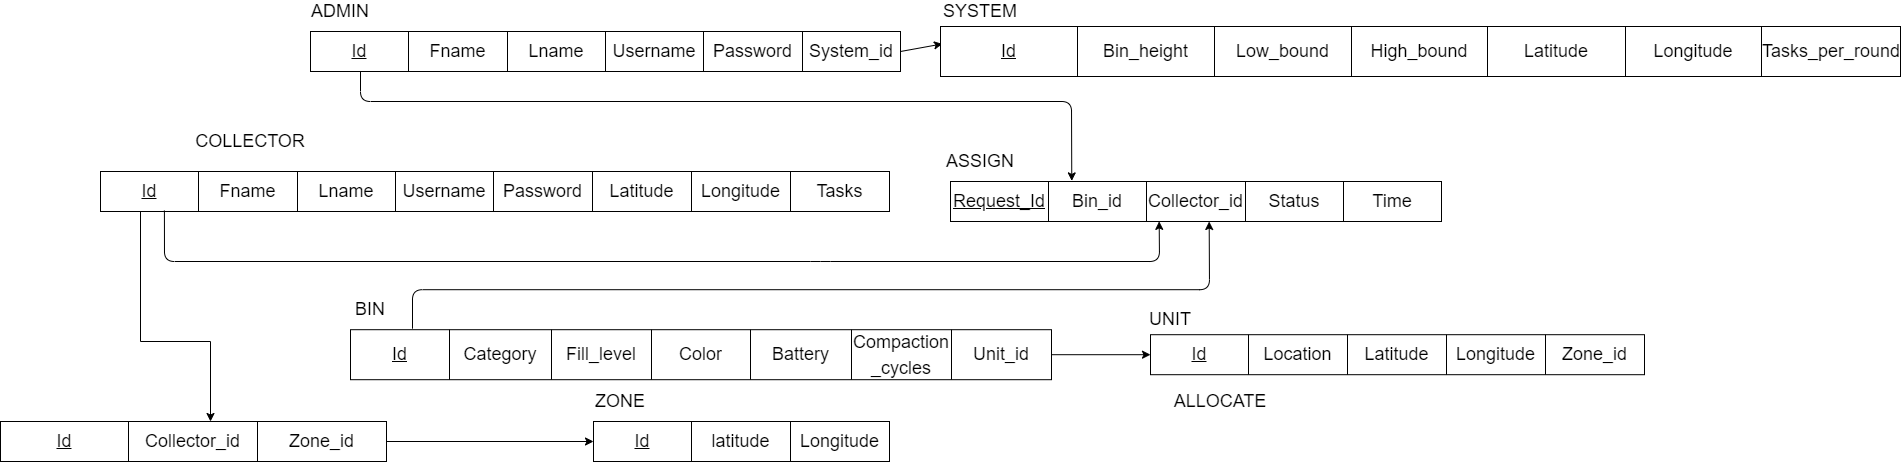 ADMIN
Id Fname Lname Username Password System_id
SYSTEM
Id Bin_height Low_bound High_bound Latitude Longitude Tasks_per_round
COLLECTOR
Id Fname Lname Username Password Latitude Longitude Tasks
ASSIGN
Request_Id Bin_id Collector_id Status Time
BIN
Id Category Fill_level Color Battery Compaction
_cycles Unit_id
UNIT
Id Location Latitude Longitude Zone_id
ZONE
ALLOCATE
Id Collector_id Zone_id
Id latitude Longitude